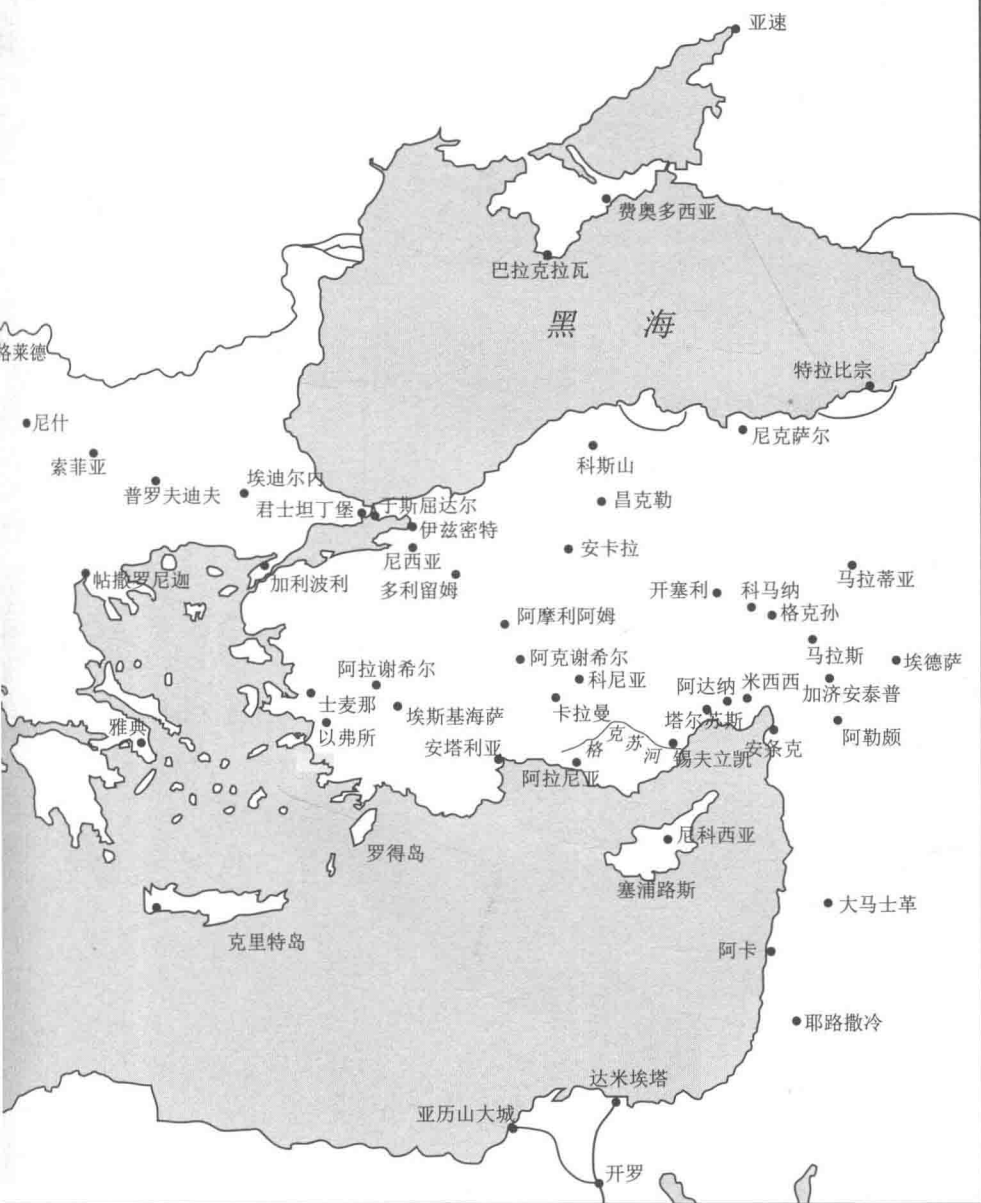 亚速
费奥多西亚
巴拉克拉瓦
黑海
格莱德
特拉比宗
尼什
尼克萨尔
索菲亚
科斯山
埃迪尔内
普罗夫迪夫
昌克勒
君士坦丁堡
于斯屈达尔
伊兹密特
安卡拉
尼西亚
帖撒罗尼迦
加利波利
多利留姆
马拉蒂亚
开塞利
科马纳
格克孙
阿摩利阿姆
马拉斯
阿克谢希尔
埃德萨
阿拉谢希尔
科尼亚
阿达纳
米西西
加济安泰普
士麦那
埃斯基海萨
卡拉曼
塔尔苏斯
雅典
以弗所
格克苏河
阿勒颇
安塔利亚
锡夫立凯
安条克
阿拉尼亚
尼科西亚
罗得岛
塞浦路斯
大马士革
克里特岛
阿卡
耶路撒冷
达米埃塔
亚历山大城
开罗